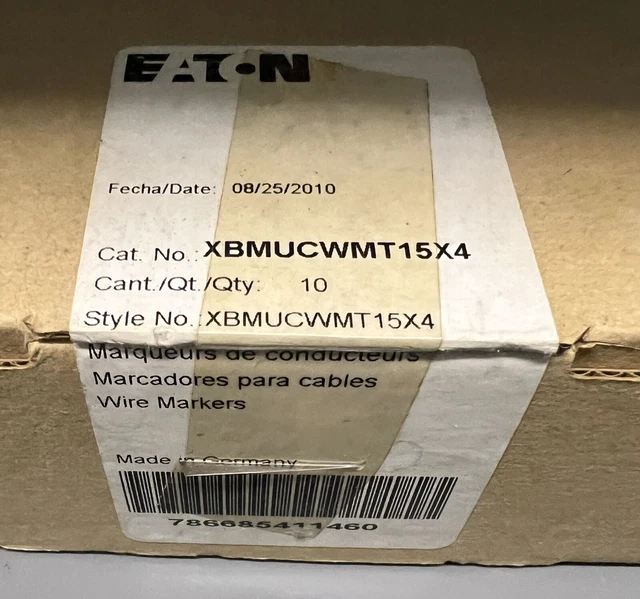 EATON
Fecha/Date: 08/25/2010
Cat. No.: XBMUCWMT15X4
Cant./Qt./Qty: 10
Style No.: XBMUCWMT15X4
Marqueurs de conducteurs
Marcadores para cables
Wire Markers
Made in Germany
786685411460